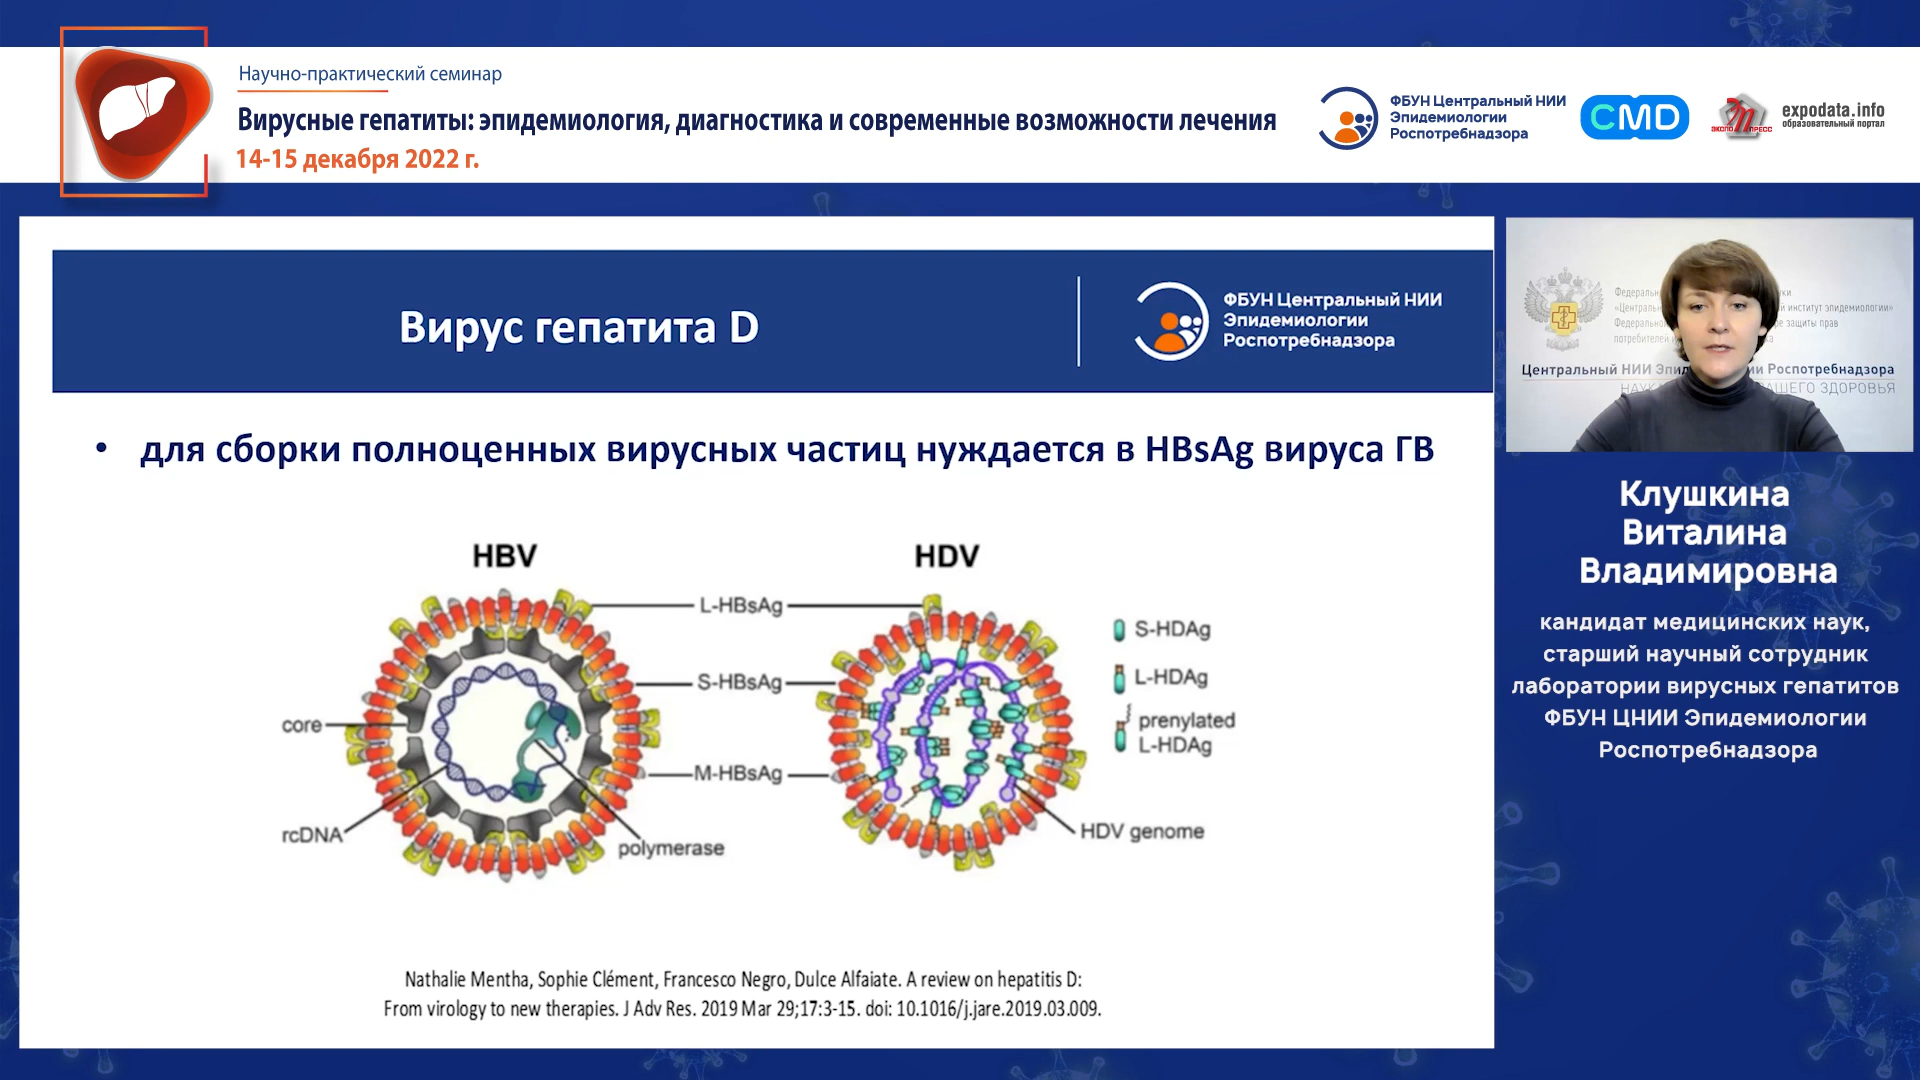 Научно-практический семинар
Вирусные гепатиты: эпидемиология, диагностика и современные возможности лечения
14-15 декабря 2022 г.
ФБУН Центральный НИИ
Эпидемиологии
Роспотребнадзора
CMD
ЭКСПО ПРЕСС
expodata.info
образовательный портал
Вирус гепатита D
ФБУН Центральный НИИ
Эпидемиологии
Роспотребнадзора
• для сборки полноценных вирусных частиц нуждается в HBsAg вируса ГВ
HBV
HDV
L-HBsAg
S-HBsAg
M-HBsAg
core
rcDNA
polymerase
S-HDAg
L-HDAg
prenylated
L-HDAg
HDV genome
Nathalie Mentha, Sophie Clément, Francesco Negro, Dulce Alfaiate. A review on hepatitis D:
From virology to new therapies. J Adv Res. 2019 Mar 29;17:3-15. doi: 10.1016/j.jare.2019.03.009.
Центральный НИИ Роспотребнадзора
Клушкина
Виталина
Владимировна
кандидат медицинских наук,
старший научный сотрудник
лаборатории вирусных гепатитов
ФБУН ЦНИИ Эпидемиологии
Роспотребнадзора